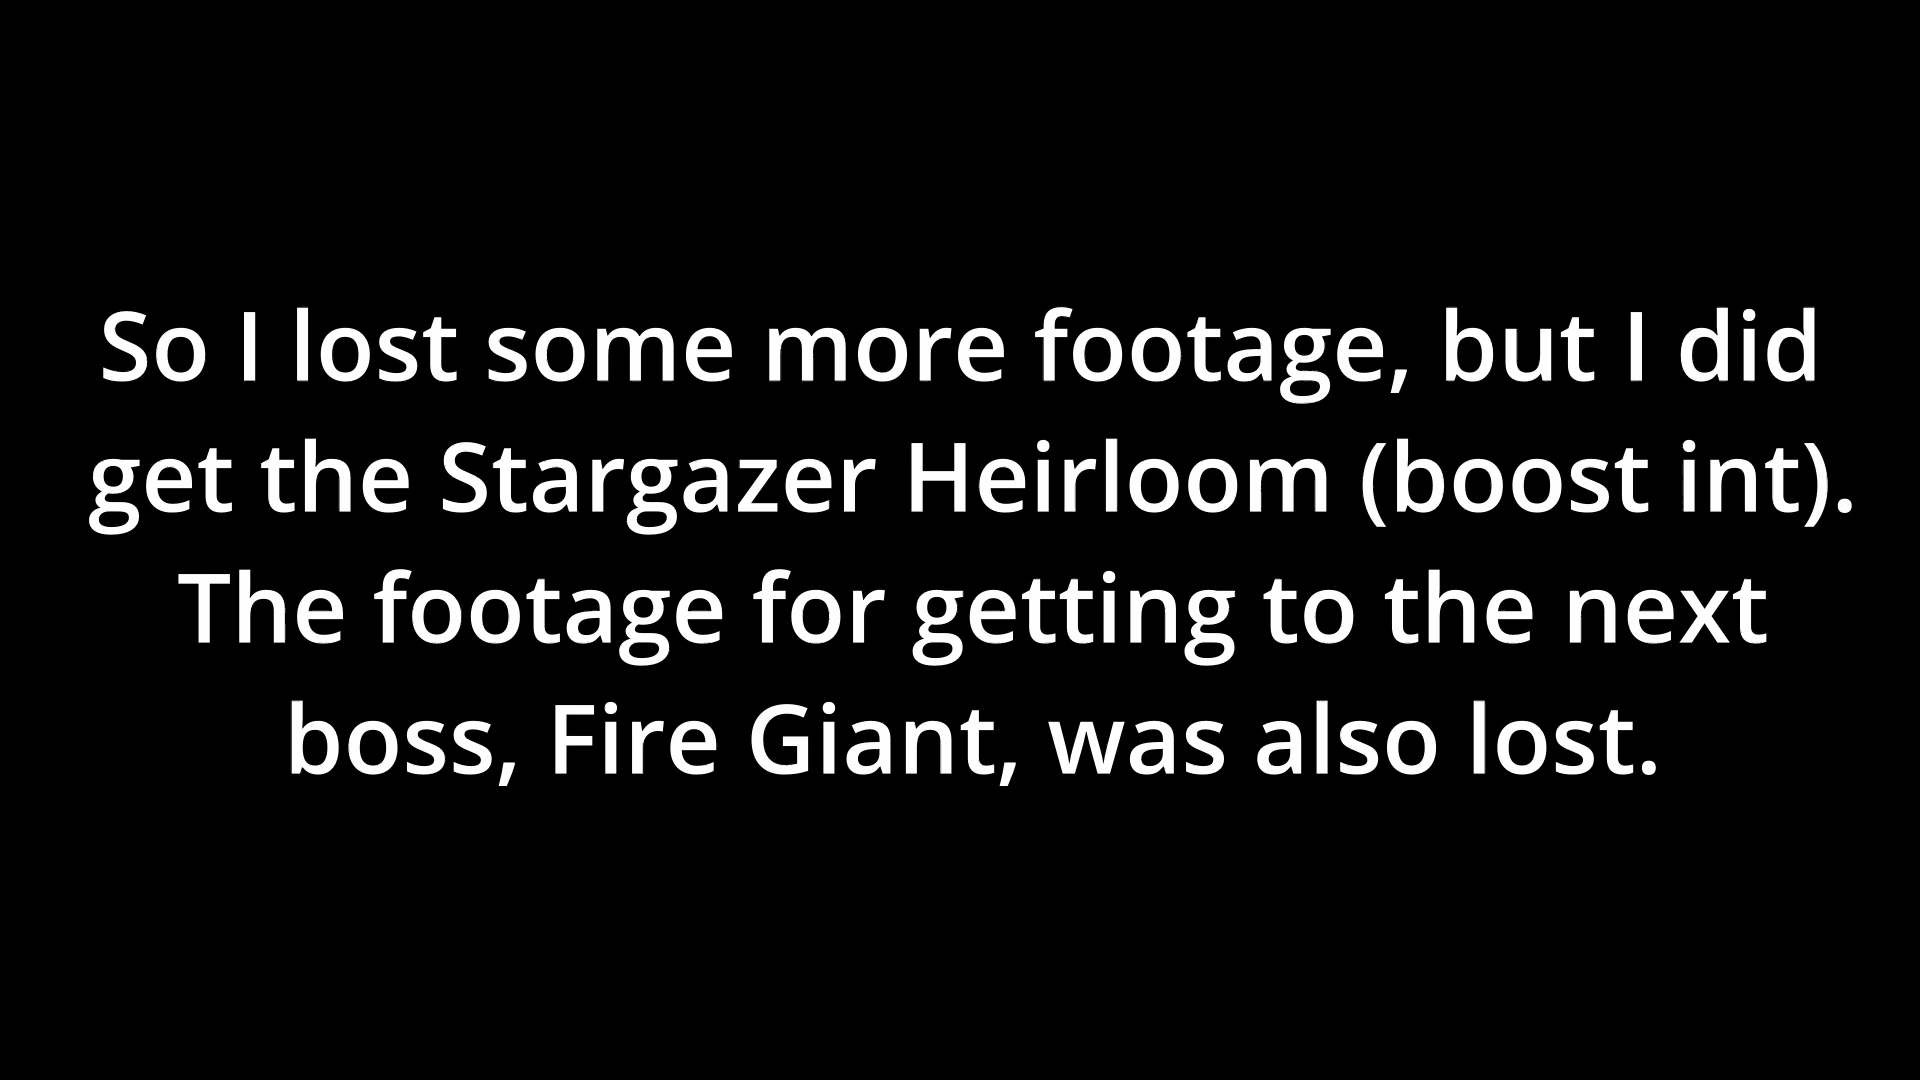 So I lost some more footage, but I did
get the Stargazer Heirloom (boost int).
The footage for getting to the next
boss, Fire Giant, was also lost.